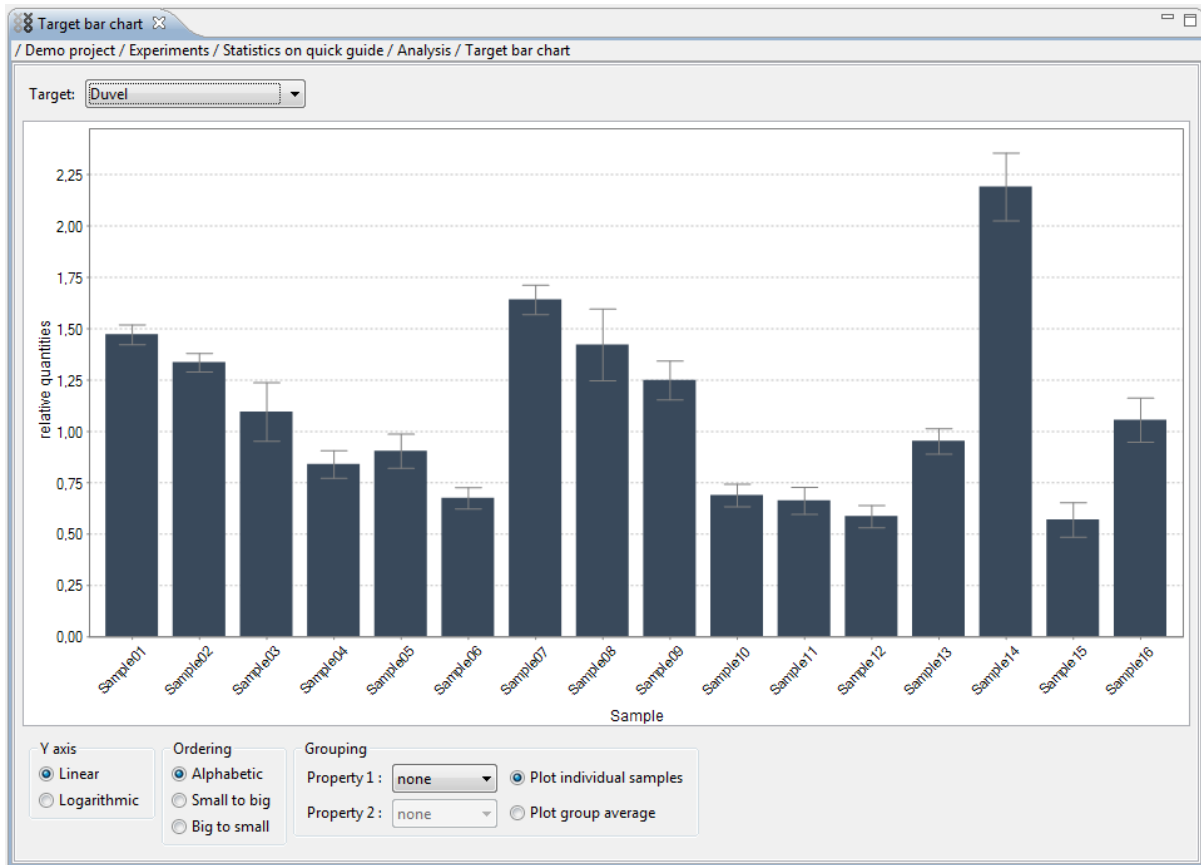 Target bar chart
/ Demo project / Experiments / Statistics on quick guide / Analysis / Target bar chart
Target: Duvel
relative quantities
2,25
2,00
1,75
1,50
1,25
1,00
0,75
0,50
0,25
0,00
Sample01 Sample02 Sample03 Sample04 Sample05 Sample06 Sample07 Sample08 Sample09 Sample10 Sample11 Sample12 Sample13 Sample14 Sample15 Sample16
Sample
Y axis
Linear
Logarithmic
Ordering
Alphabetic
Small to big
Big to small
Grouping
Property 1 : none Plot individual samples
Property 2 : none Plot group average